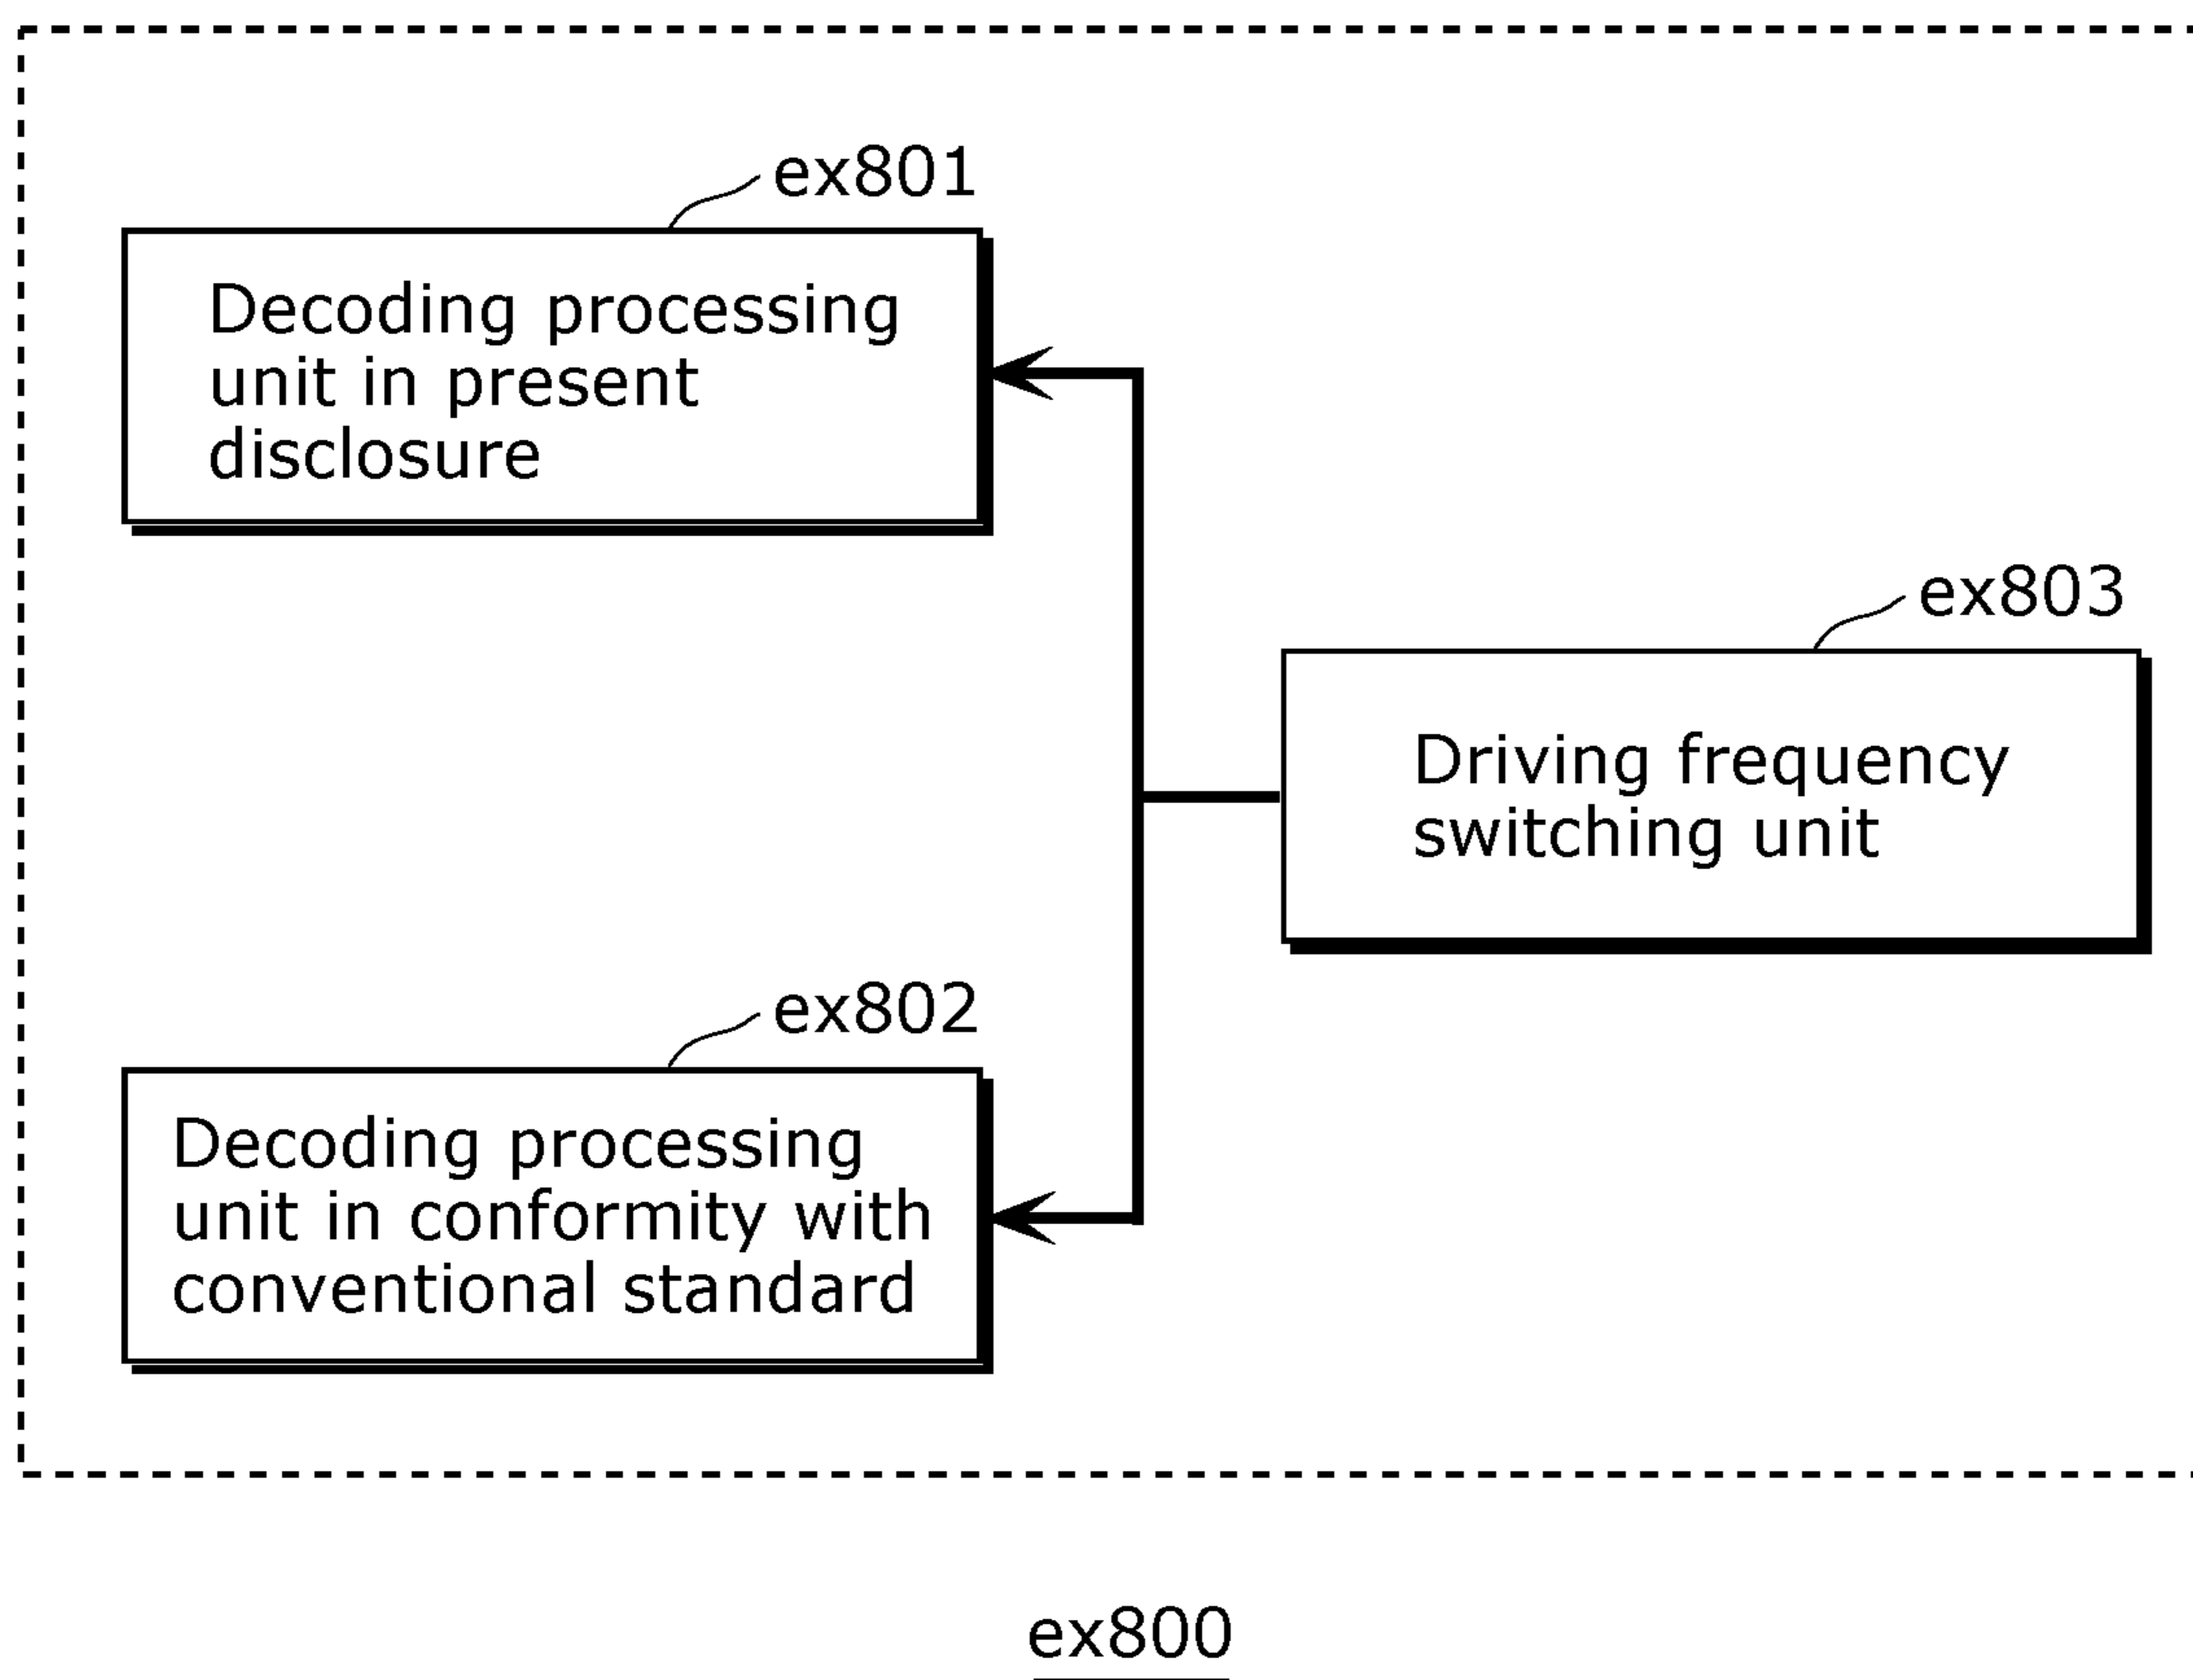 ex801
Decoding processing
unit in present
disclosure
ex803
Driving frequency
switching unit
ex802
Decoding processing
unit in conformity with
conventional standard
ex800